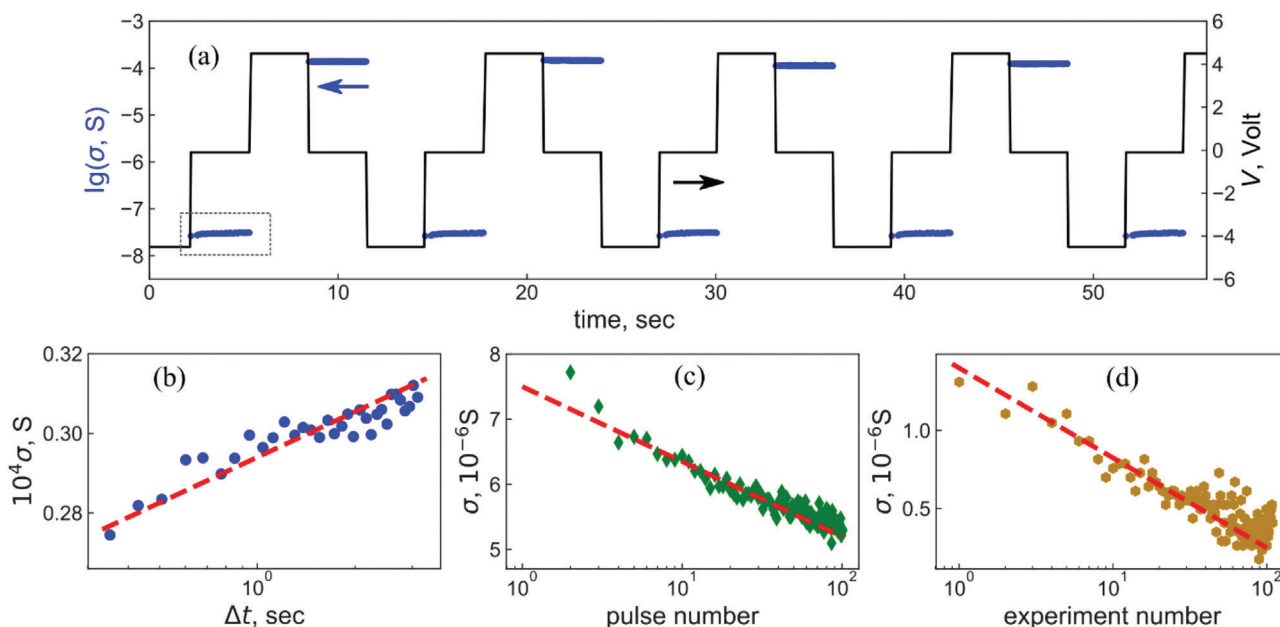 (a)
lg(σ, S)
−3
−4
−5
−6
−7
−8
6
4
2
0
−2
−4
−6
V, Volt
0 10 20 30 40 50
time, sec
(b)
10⁴σ, S
0.32
0.30
0.28
10⁰
Δt, sec
(c)
σ, 10⁻⁶S
8
7
6
5
10⁰ 10¹ 10²
pulse number
(d)
σ, 10⁻⁶S
1.0
0.5
10⁰ 10¹ 10²
experiment number